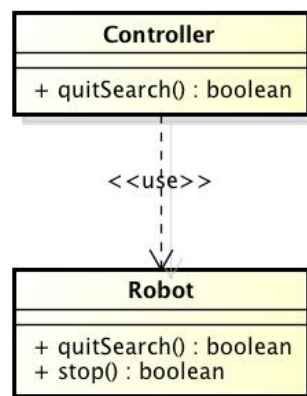 Controller
+ quitSearch() : boolean
<<use>>
Robot
+ quitSearch() : boolean
+ stop() : boolean